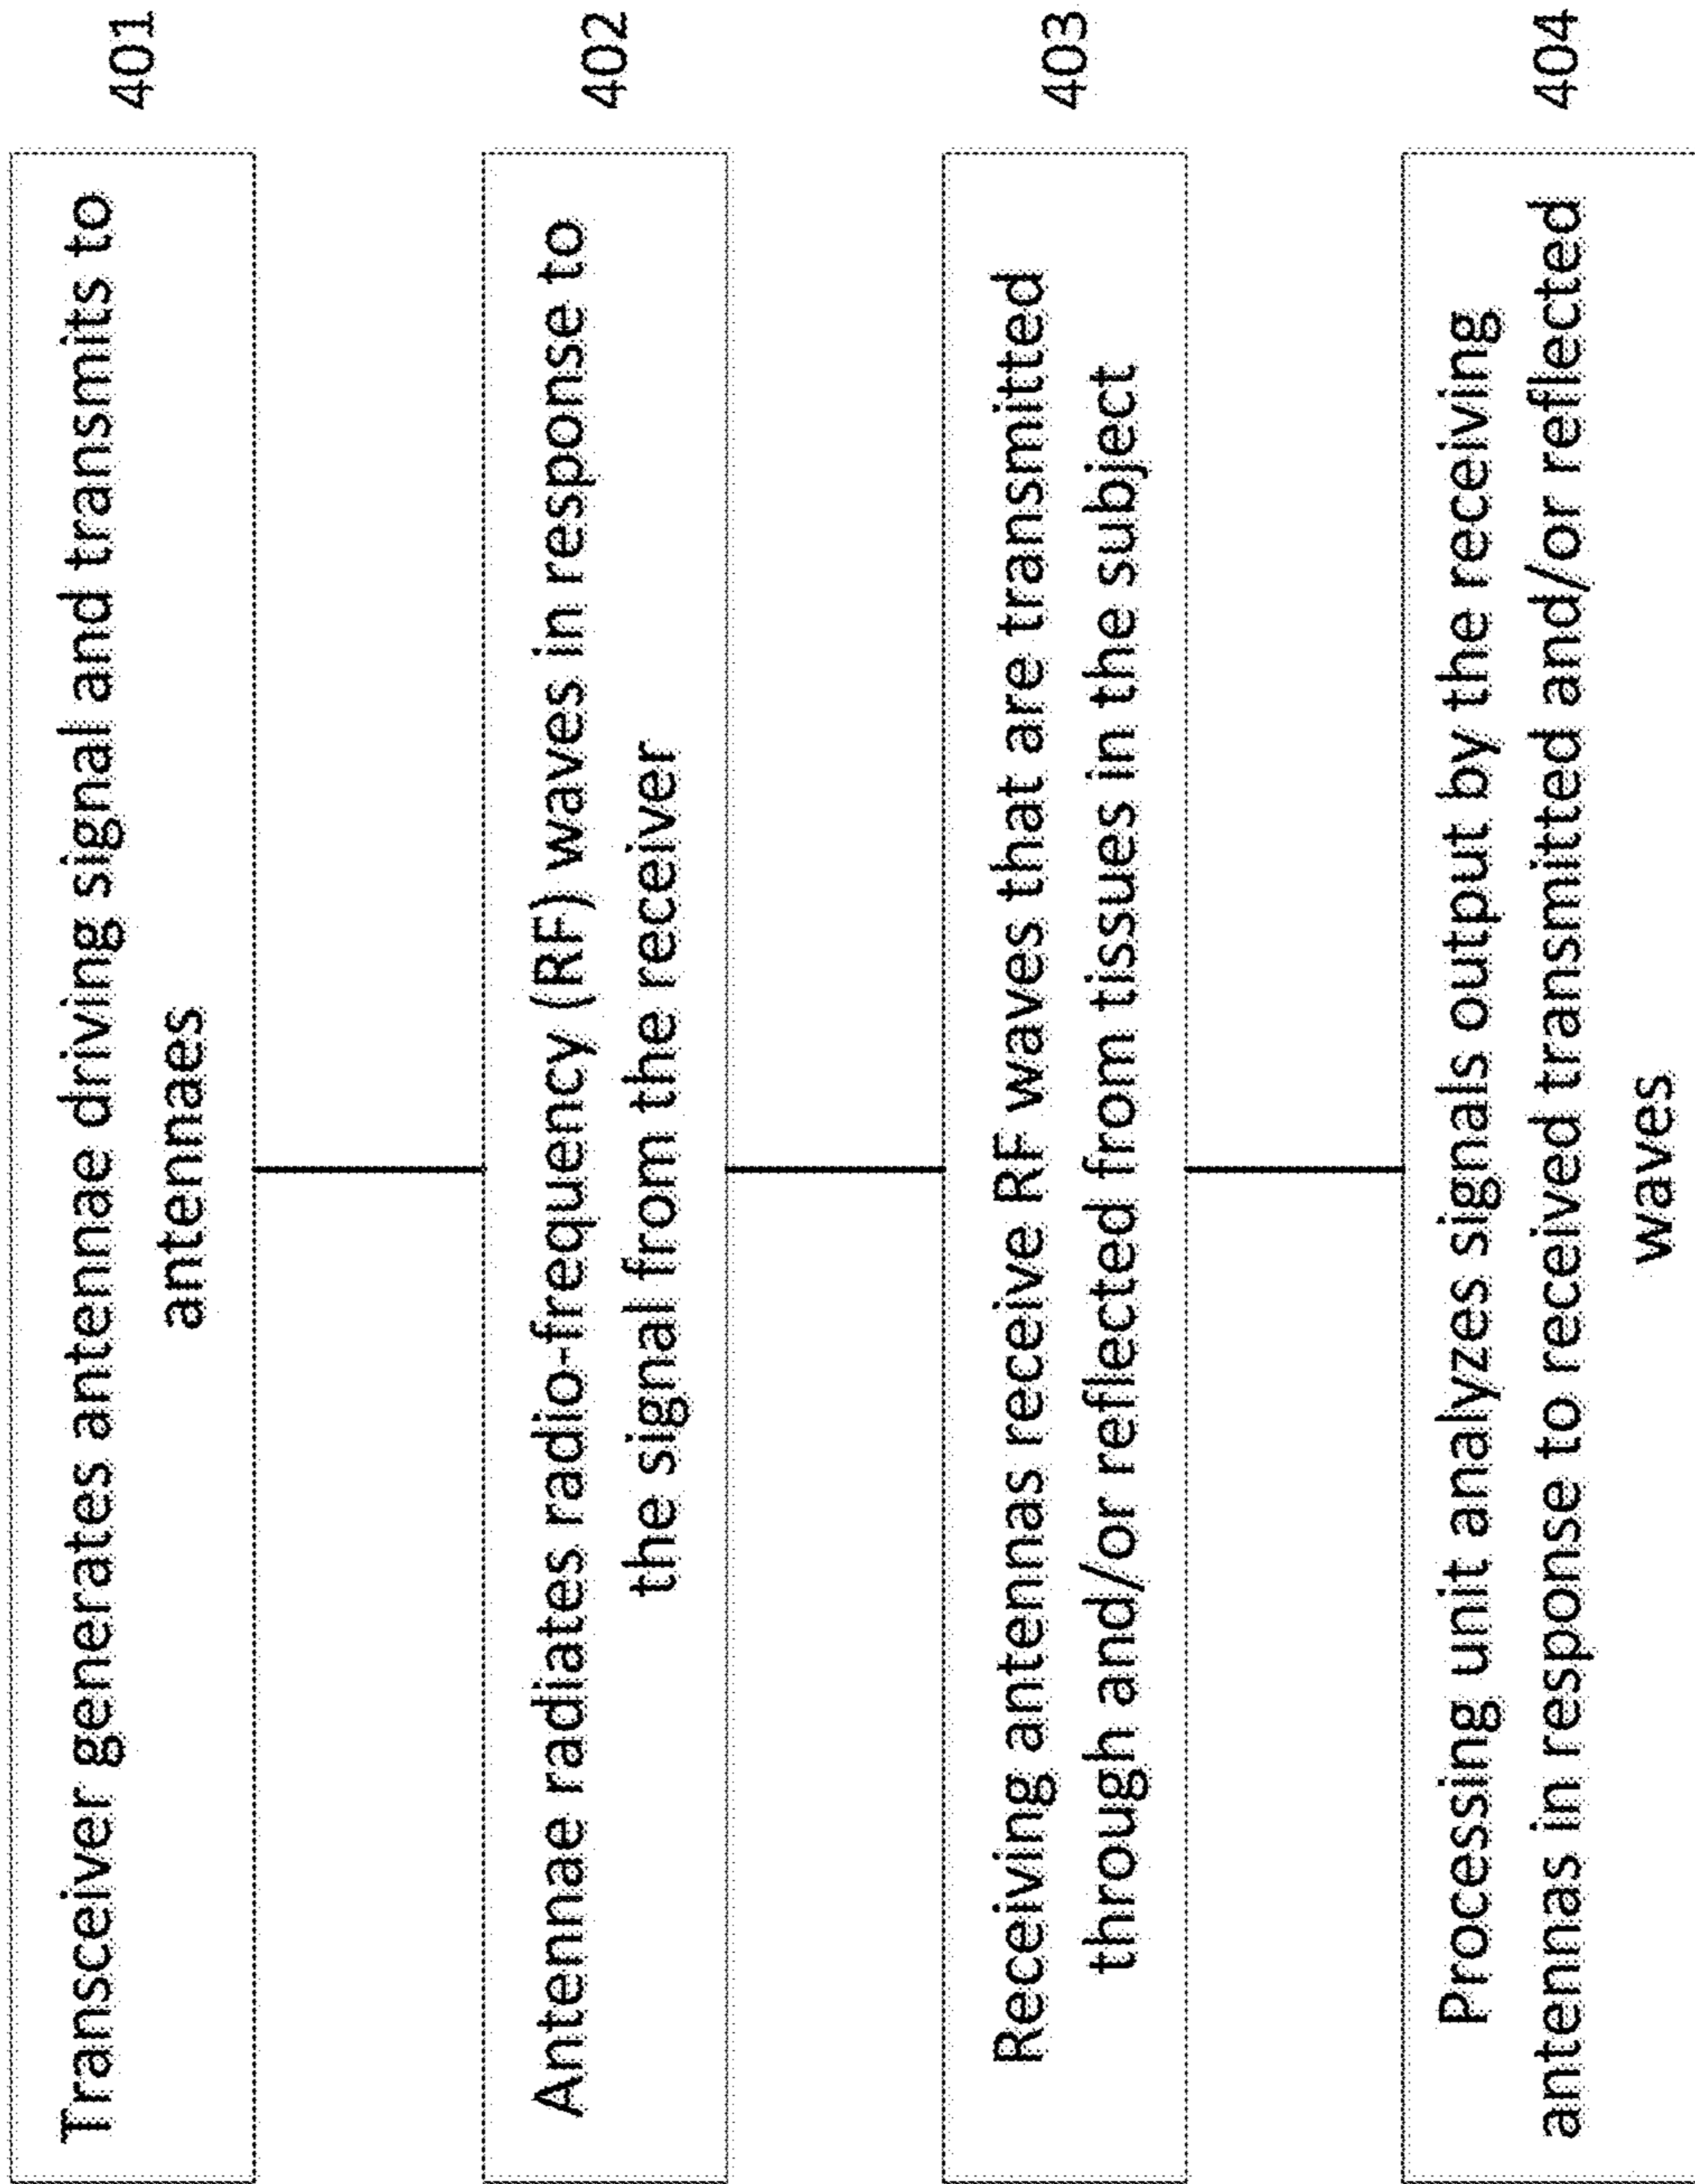 Transceiver generates antennae driving signal and transmits to
antennaes
401
Antennae radiates radio-frequency (RF) waves in response to
the signal from the receiver
402
Receiving antennas receive RF waves that are transmitted
through and/or reflected from tissues in the subject
403
Processing unit analyzes signals output by the receiving
antennas in response to received transmitted and/or reflected
waves
404